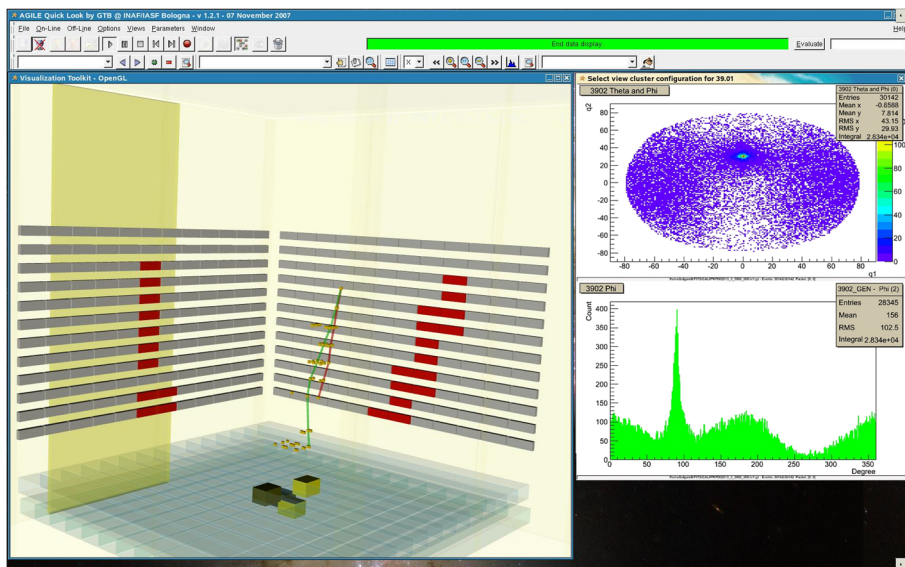 AGILE Quick Look by GTB @ INAF/IASF Bologna - v 1.2.1 - 07 November 2007
File On-Line Off-Line Options Views Parameters Window
Help
End data display
Evaluate
X
Visualization Toolkit - OpenGL
Select view cluster configuration for 39.01
3902 Theta and Phi
3902 Theta and Phi (0)
Entries 30142
Mean x -0.6588
Mean y 7.814
RMS x 43.15
RMS y 29.93
Integral 2.834e+04
q2
80
60
40
20
0
-20
-40
-60
-80
-80 -60 -40 -20 0 20 40 60 80
q1
100
80
60
40
20
0
3902 Phi
3902_GEN - Phi (2)
Entries 28345
Mean 156
RMS 102.5
Integral 2.834e+04
Count
400
350
300
250
200
150
100
50
0
0 50 100 150 200 250 300 350
Degree